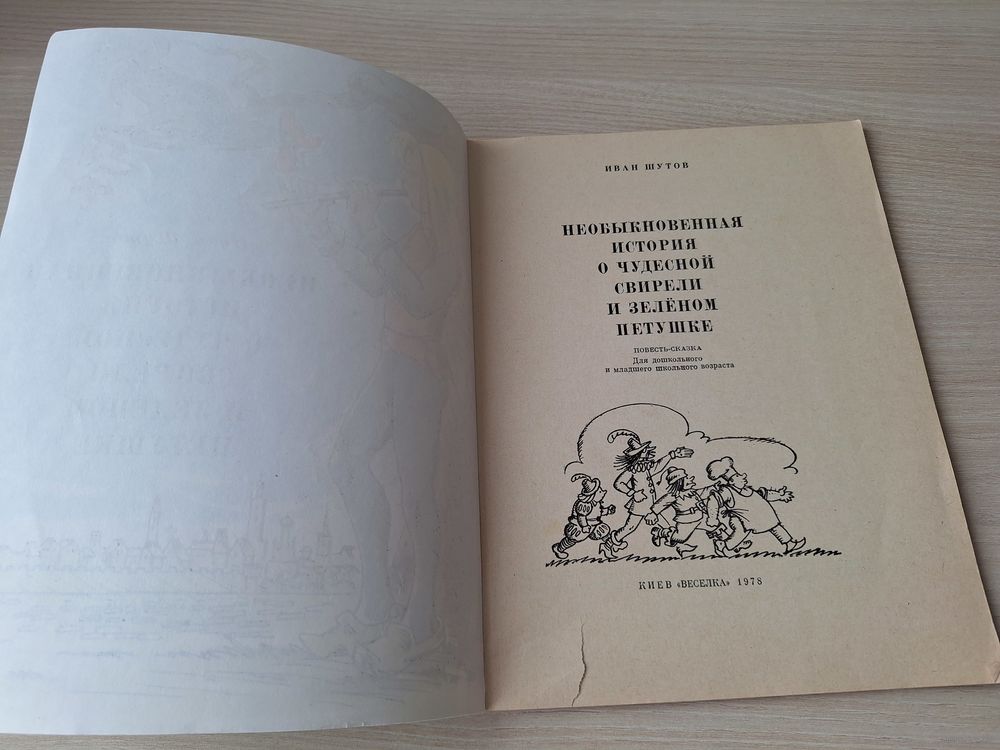 ИВАН ШУТОВ
НЕОБЫКНОВЕННАЯ
ИСТОРИЯ
О ЧУДЕСНОЙ
СВИРЕЛИ
И ЗЕЛЁНОМ
ПЕТУШКЕ
ПОВЕСТЬ-СКАЗКА
Для дошкольного
и младшего школьного возраста
КИЕВ «ВЕСЕЛКА» 1978